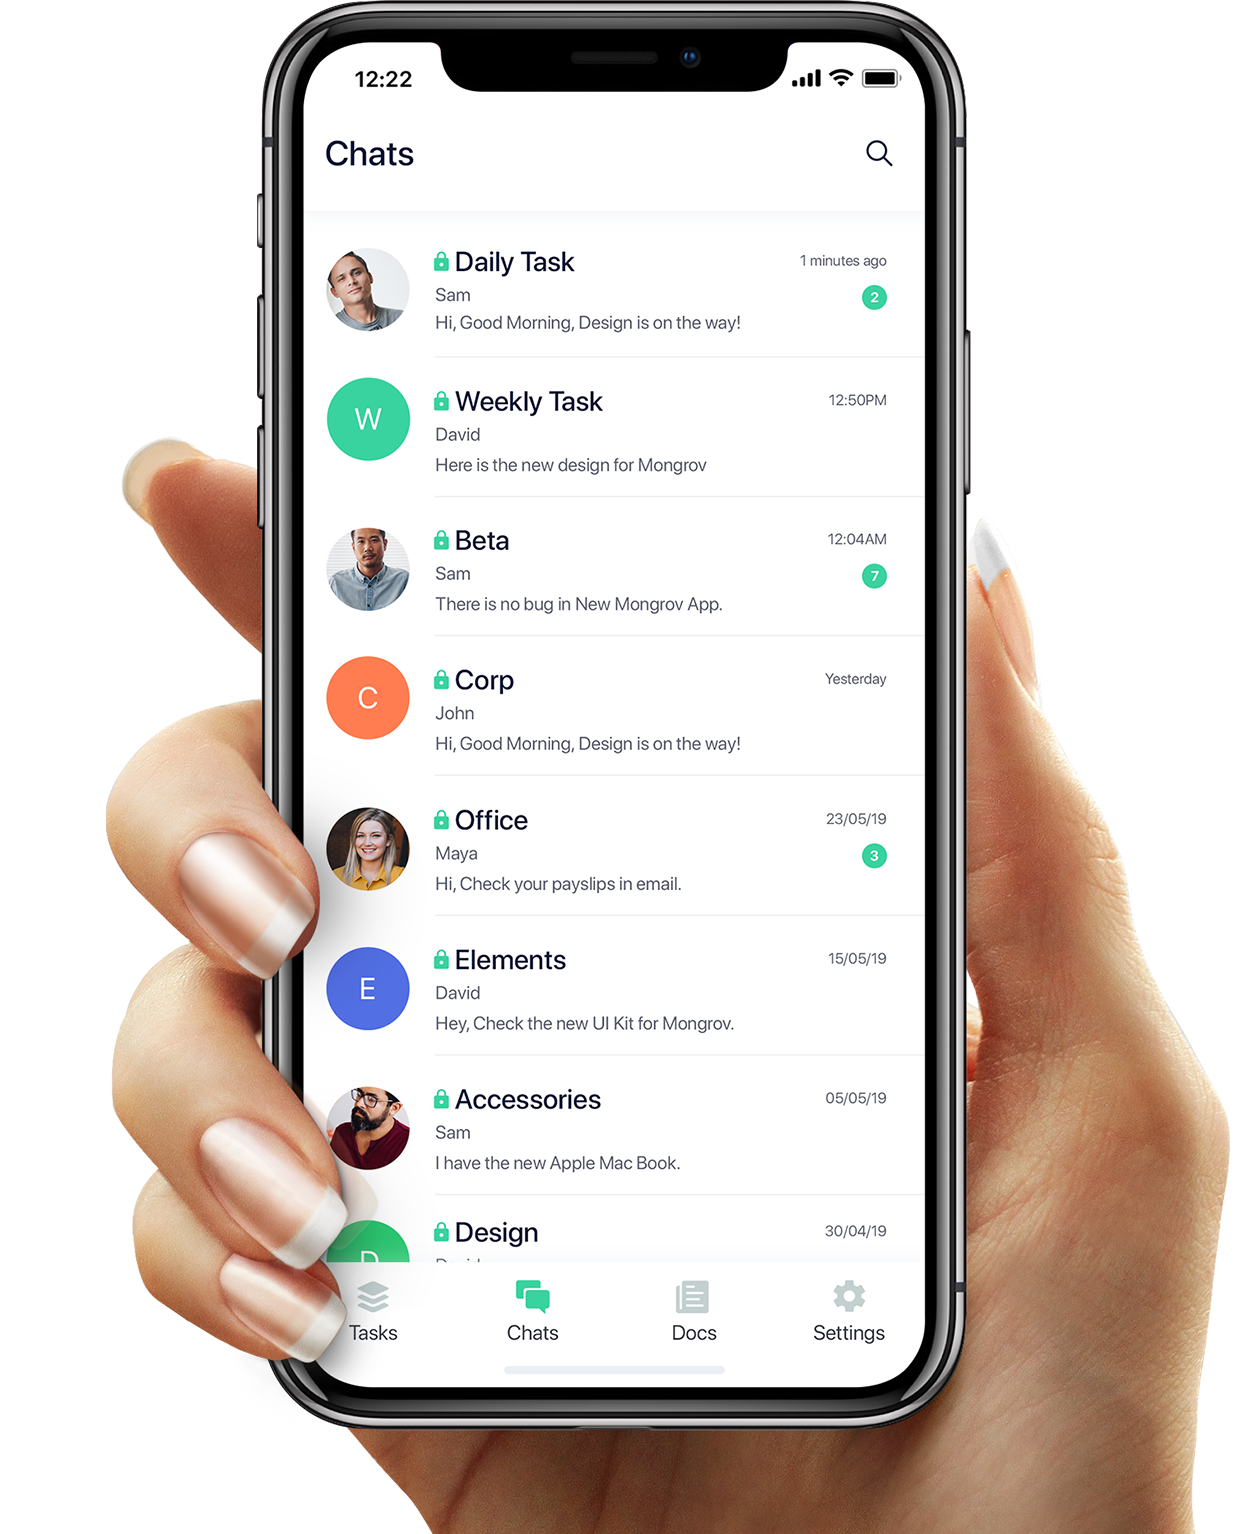 12:22
Chats
Daily Task
1 minutes ago
Sam
2
Hi, Good Morning, Design is on the way!
W
Weekly Task
12:50PM
David
Here is the new design for Mongrov
Beta
12:04AM
Sam
7
There is no bug in New Mongrov App.
C
Corp
Yesterday
John
Hi, Good Morning, Design is on the way!
Office
23/05/19
Maya
3
Hi, Check your payslips in email.
E
Elements
15/05/19
David
Hey, Check the new UI Kit for Mongrov.
Accessories
05/05/19
Sam
I have the new Apple Mac Book.
D
Design
30/04/19
Tasks
Chats
Docs
Settings